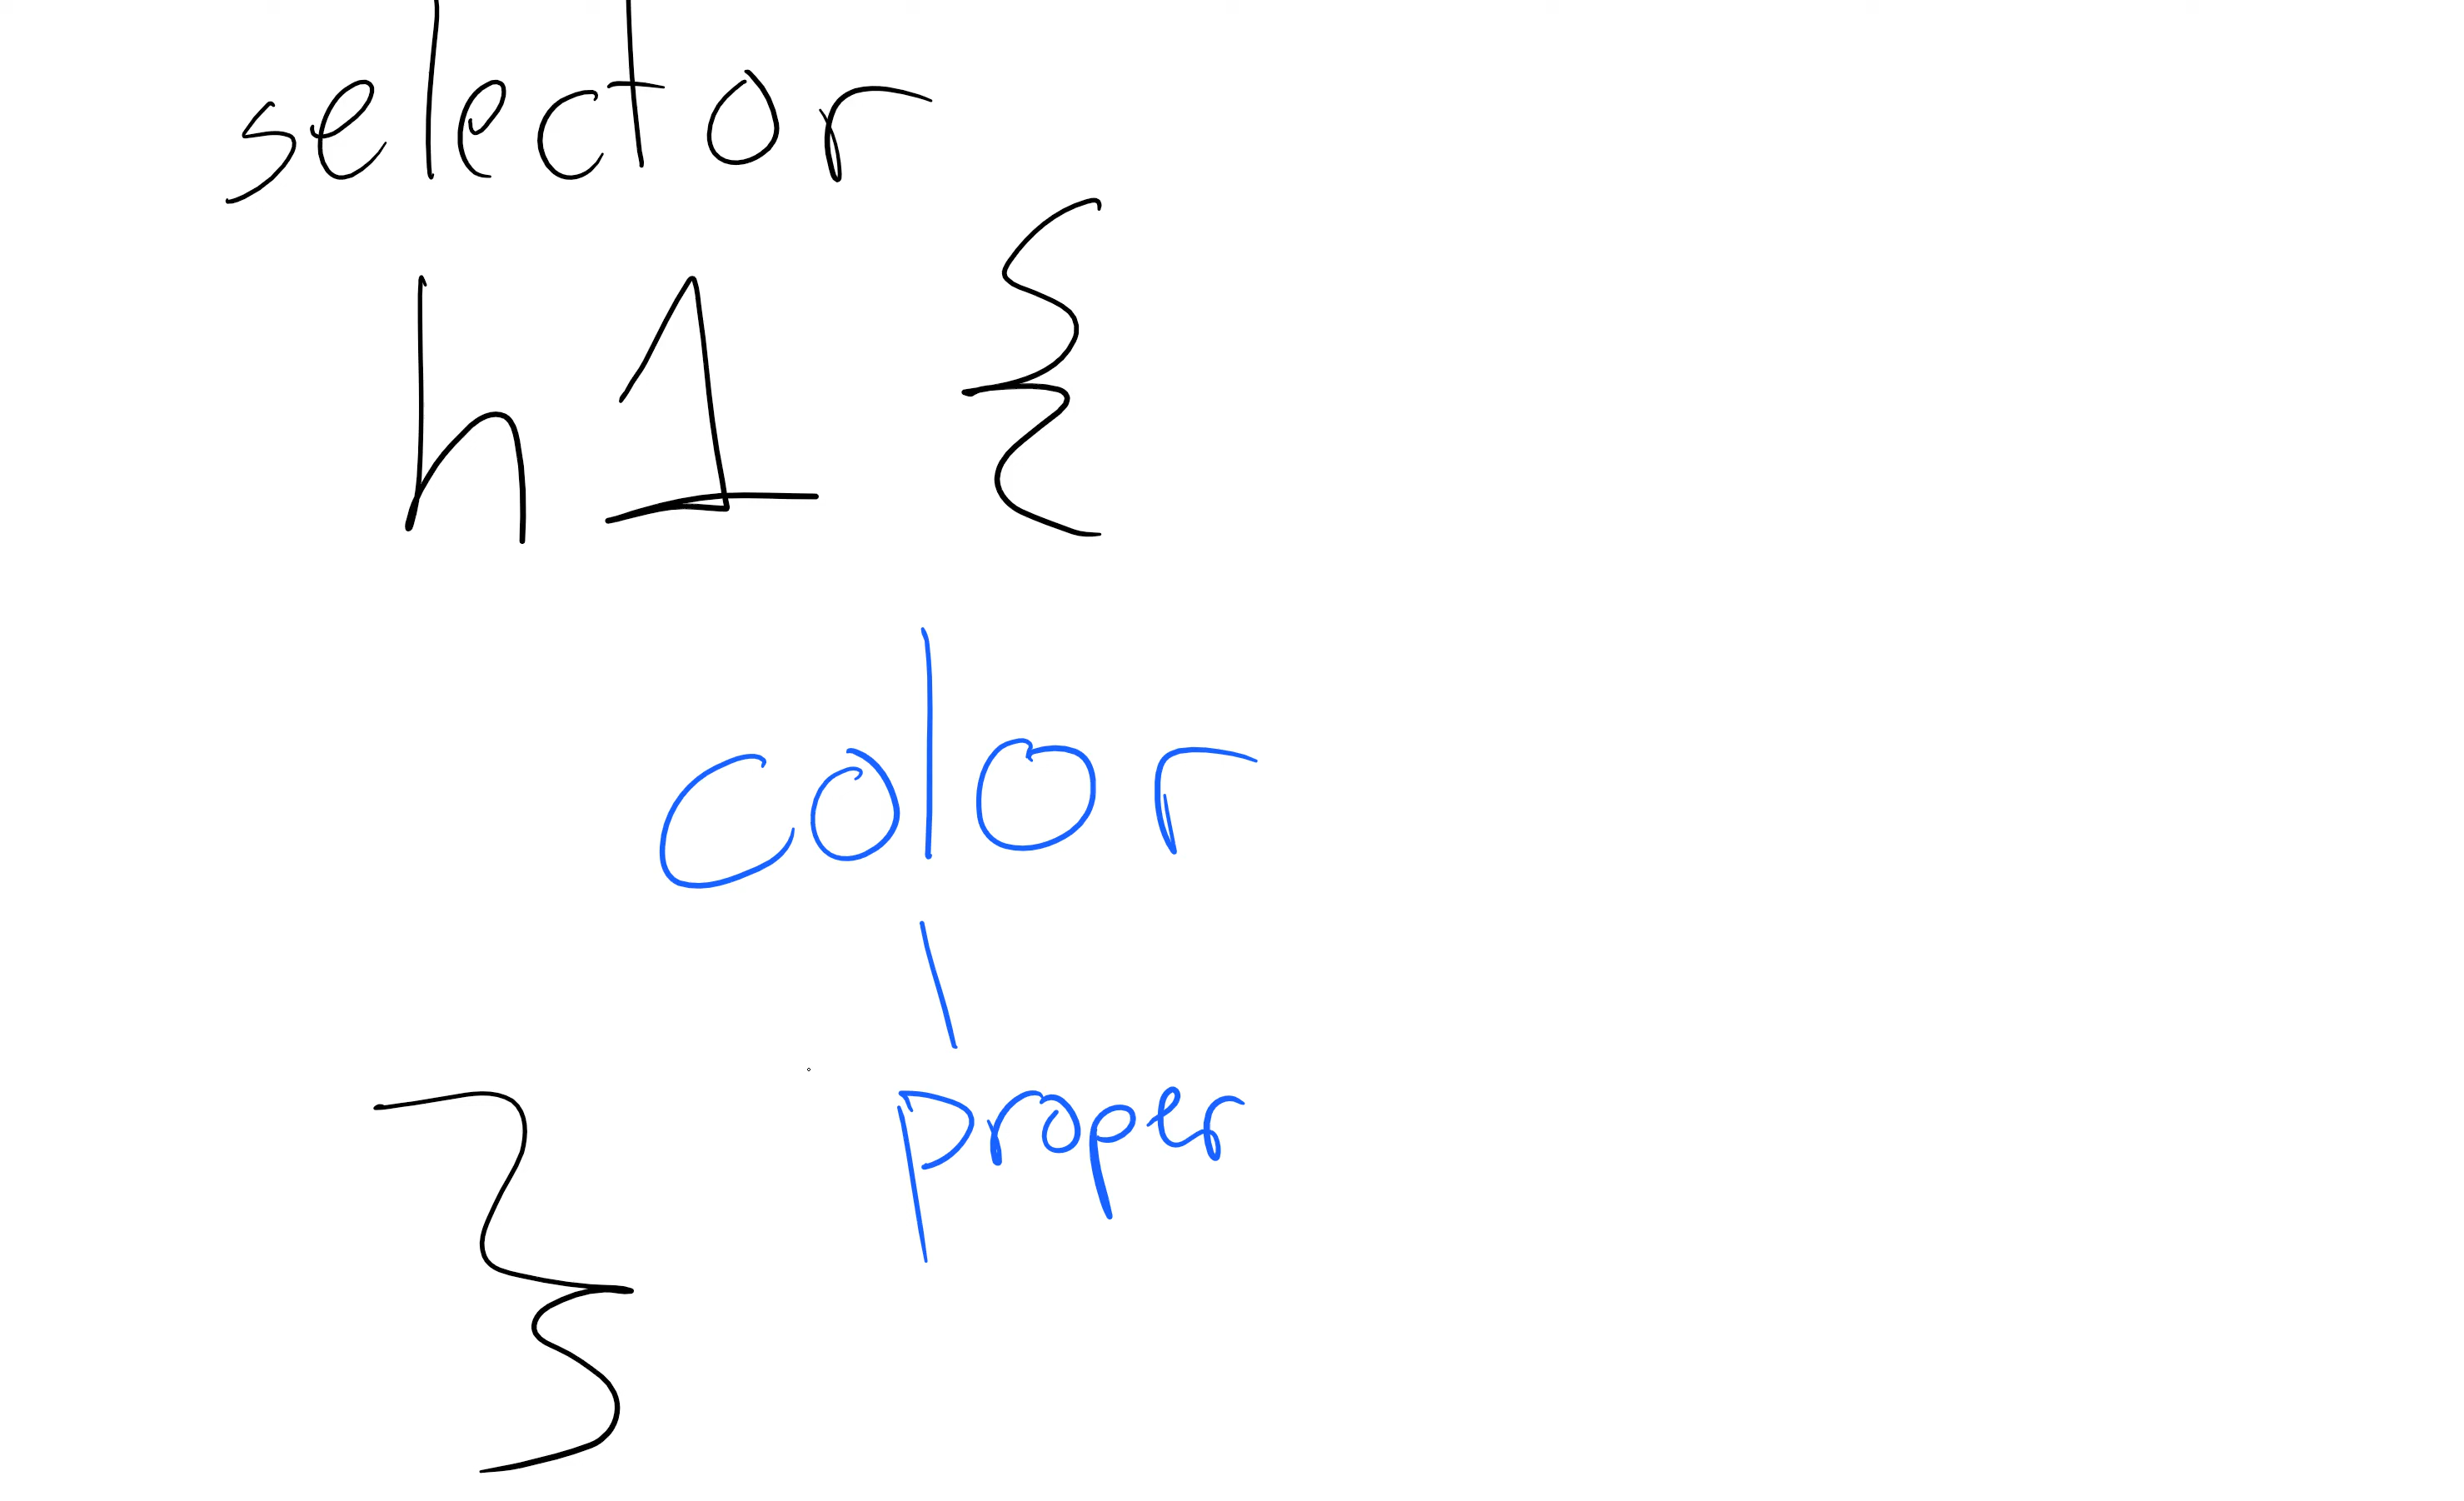 selector
h1 {
color
proper
}